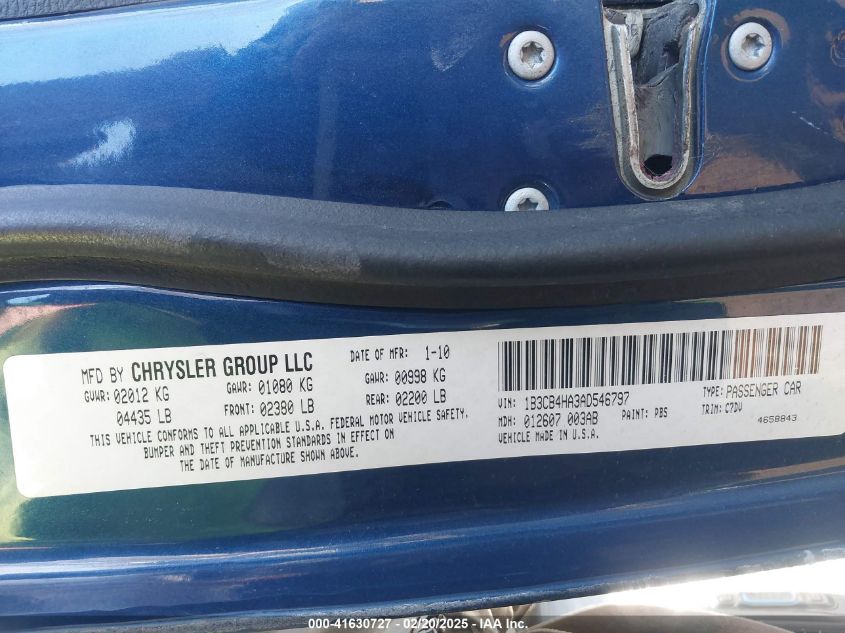 MFD BY CHRYSLER GROUP LLC
DATE OF MFR: 1-10
GVWR: 02012 KG
GAWR: 01080 KG
GAWR: 00998 KG
04435 LB
FRONT: 02380 LB
REAR: 02200 LB
THIS VEHICLE CONFORMS TO ALL APPLICABLE U.S.A. FEDERAL MOTOR VEHICLE SAFETY,
BUMPER AND THEFT PREVENTION STANDARDS IN EFFECT ON
THE DATE OF MANUFACTURE SHOWN ABOVE.
VIN: 1B3CB4HA3AD546797
TYPE: PASSENGER CAR
MDH: 012607 003AB
PAINT: PBS
TRIM: C7DV
VEHICLE MADE IN U.S.A.
4658843
000-41630727 - 02/20/2025 - IAA Inc.